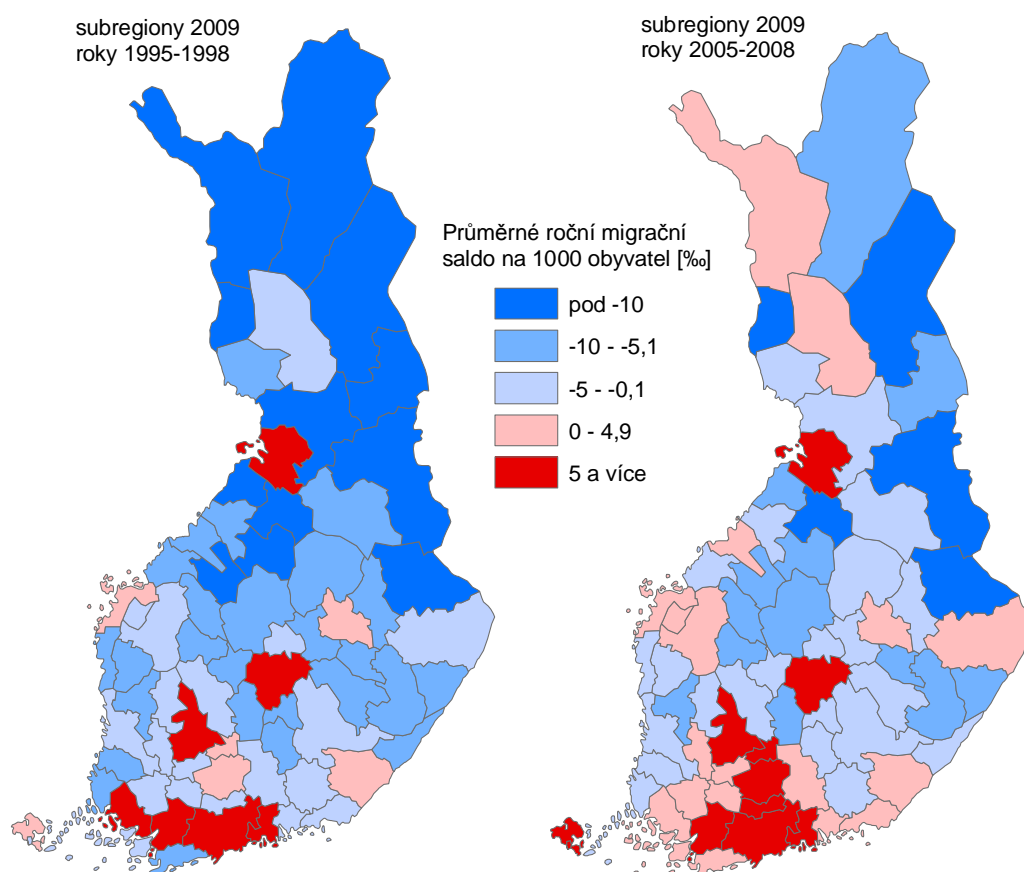 subregiony 2009
roky 1995-1998
subregiony 2009
roky 2005-2008
Průměrné roční migrační
saldo na 1000 obyvatel [‰]
pod -10
-10 - -5,1
-5 - -0,1
0 - 4,9
5 a více